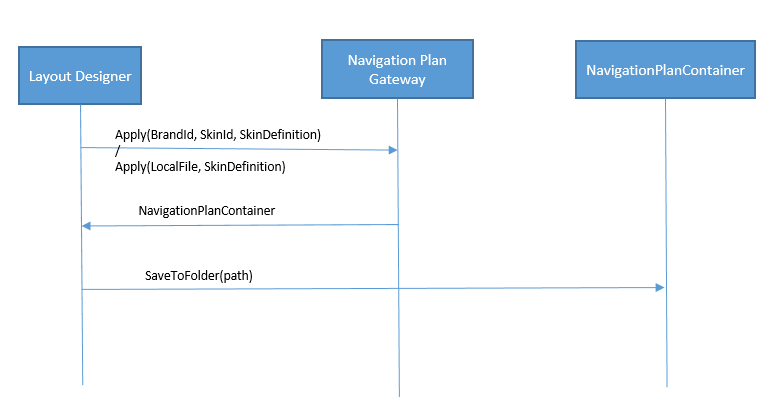 Layout Designer
Navigation Plan
Gateway
NavigationPlanContainer
Apply(BrandId, SkinId, SkinDefinition)
/
Apply(LocalFile, SkinDefinition)
NavigationPlanContainer
SaveToFolder(path)